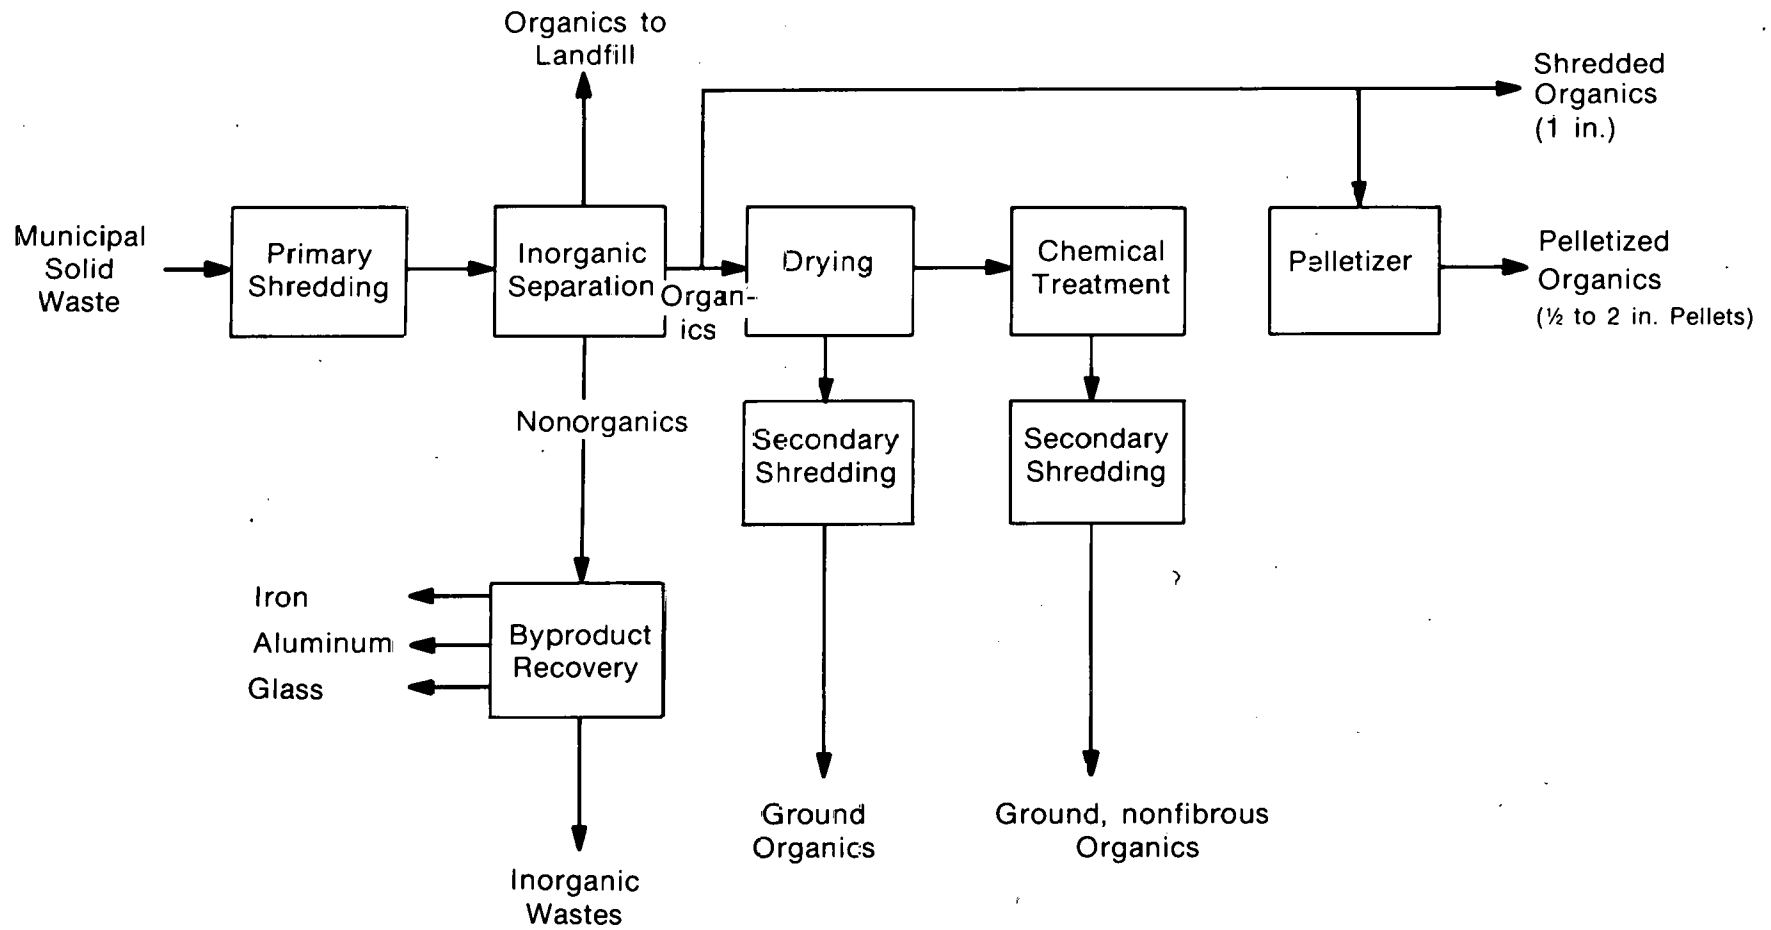 Organics to
Landfill
Shredded
Organics
(1 in.)
Municipal
Solid
Waste
Primary
Shredding
Inorganic
Separation
Organ-
ics
Drying
Chemical
Treatment
Pelletizer
Pelletized
Organics
(½ to 2 in. Pellets)
Nonorganics
Secondary
Shredding
Secondary
Shredding
Iron
Aluminum
Glass
Byproduct
Recovery
Ground
Organics
Ground, nonfibrous
Organics
Inorganic
Wastes